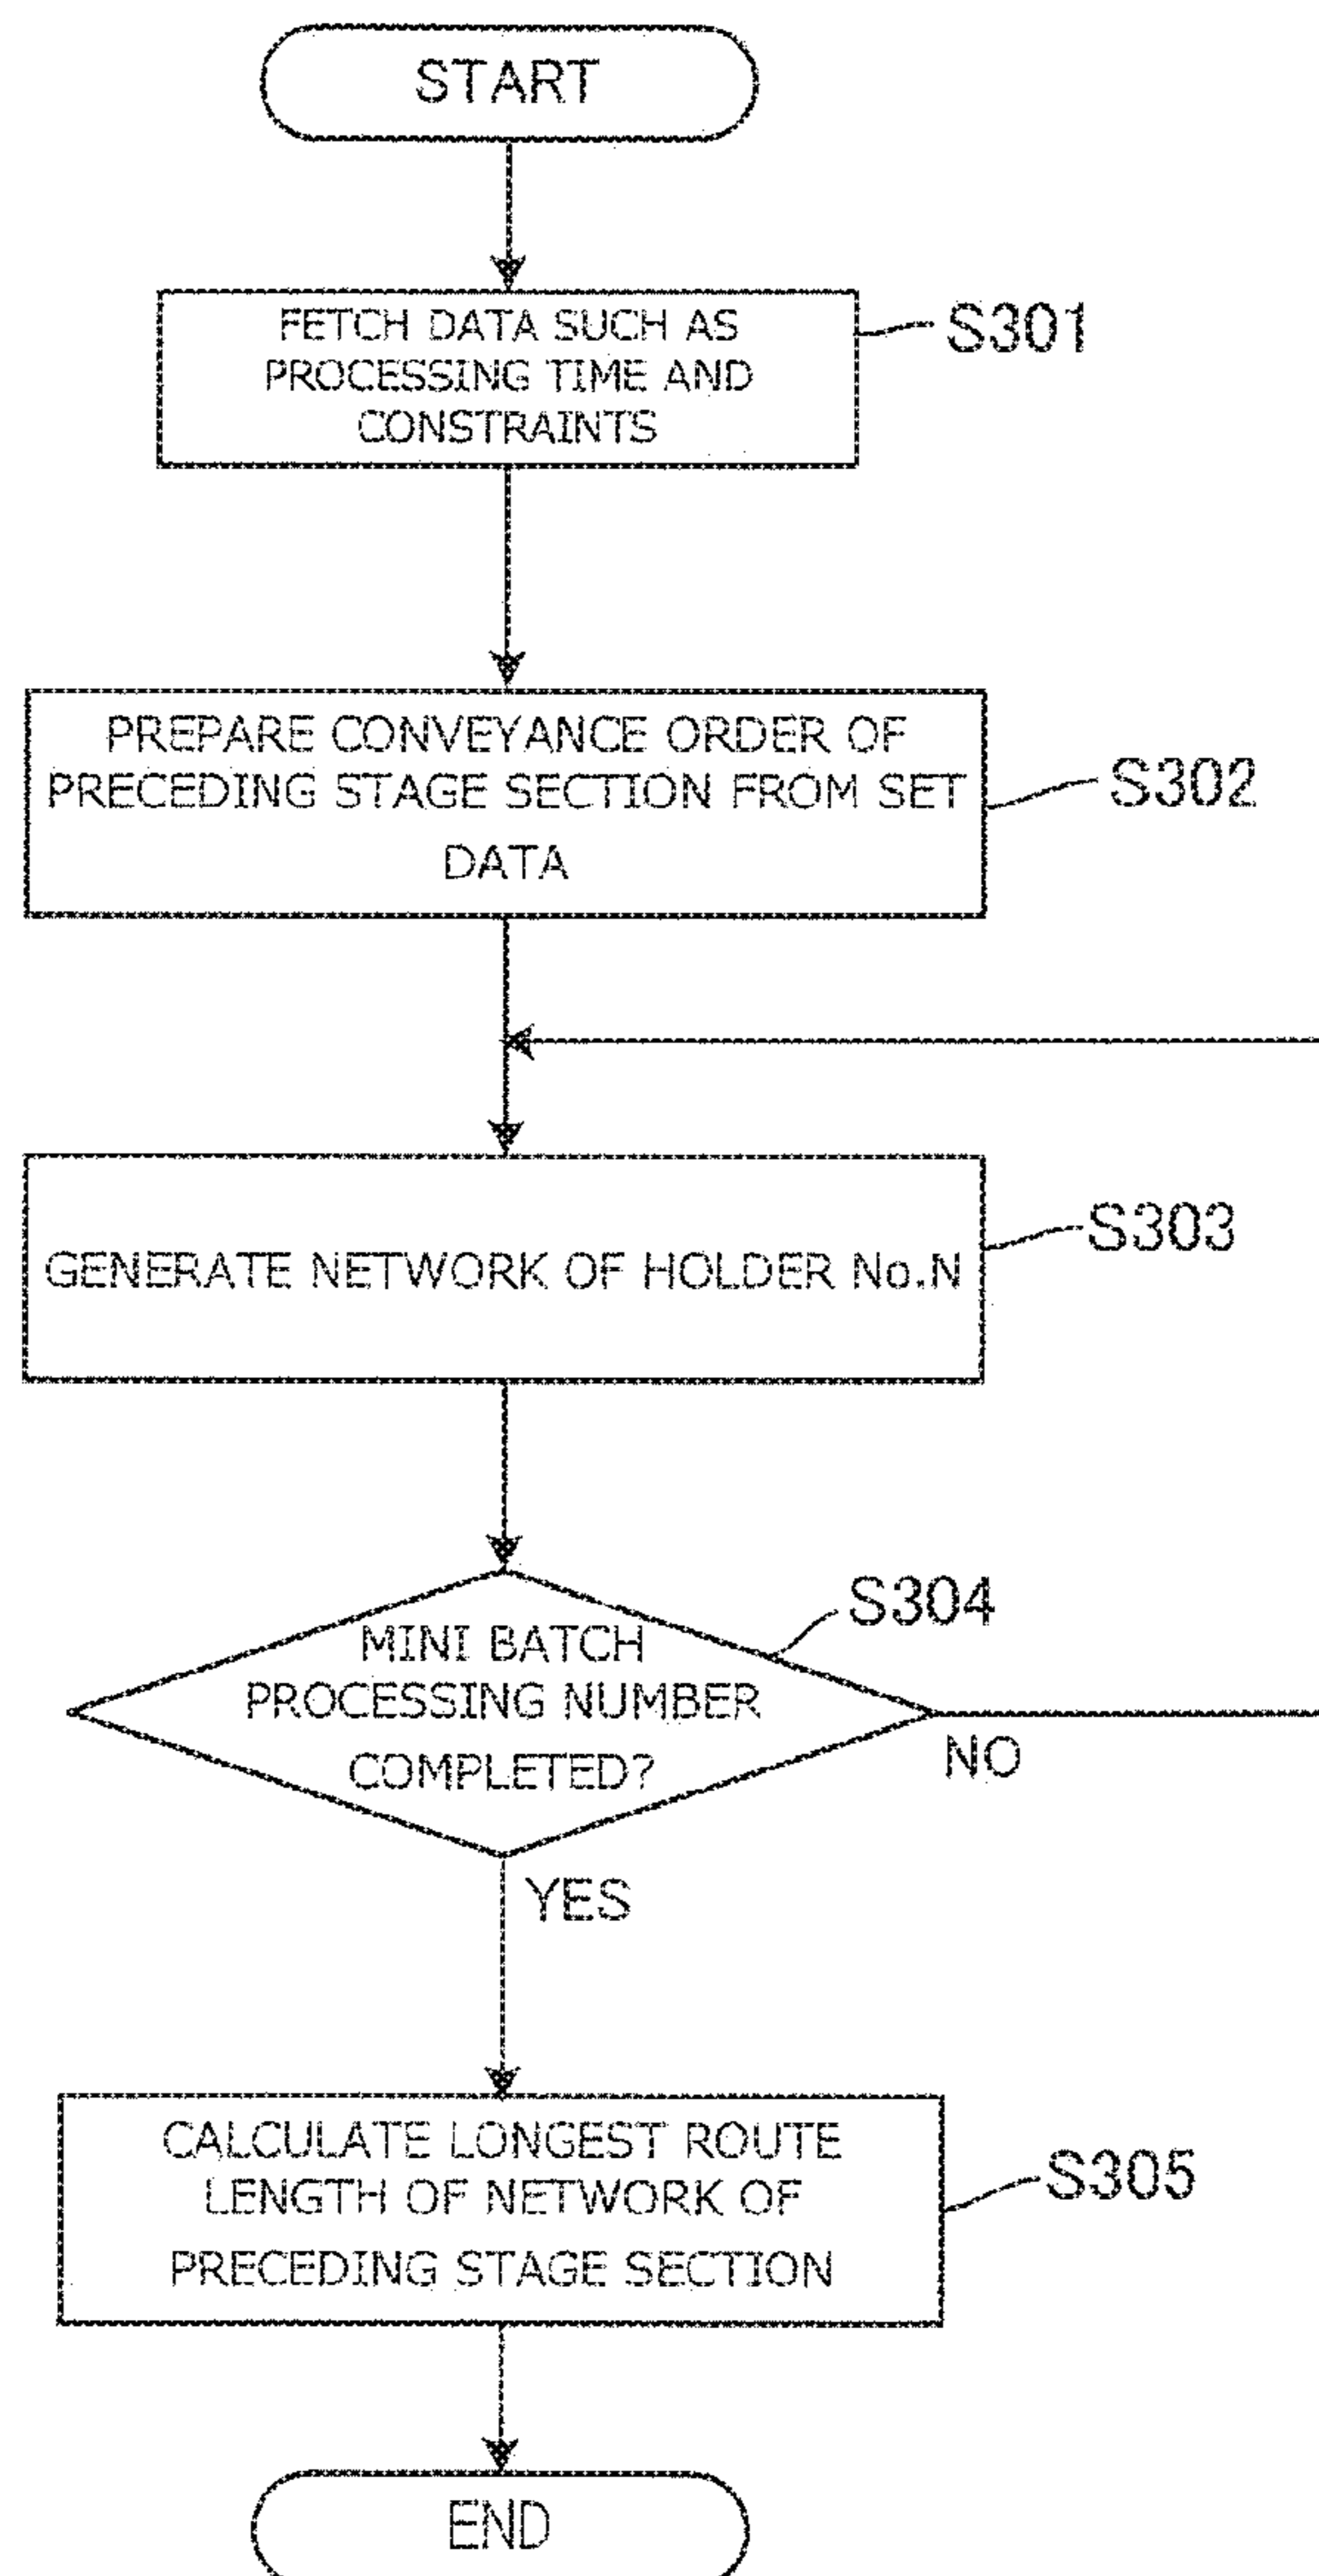 START
FETCH DATA SUCH AS
PROCESSING TIME AND
CONSTRAINTS
S301
PREPARE CONVEYANCE ORDER OF
PRECEDING STAGE SECTION FROM SET
DATA
S302
GENERATE NETWORK OF HOLDER No.N
S303
MINI BATCH
PROCESSING NUMBER
COMPLETED?
S304
NO
YES
CALCULATE LONGEST ROUTE
LENGTH OF NETWORK OF
PRECEDING STAGE SECTION
S305
END